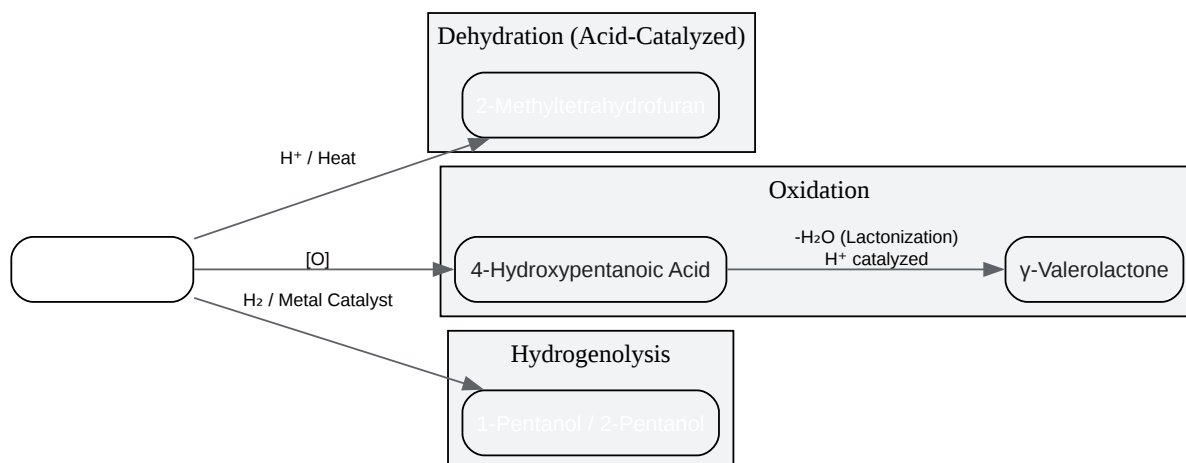 Dehydration (Acid-Catalyzed)
2-Methyltetrahydrofuran
H⁺ / Heat
Oxidation
[O]
4-Hydroxypentanoic Acid
-H₂O (Lactonization)
H⁺ catalyzed
γ-Valerolactone
H₂ / Metal Catalyst
Hydrogenolysis
1-Pentanol / 2-Pentanol